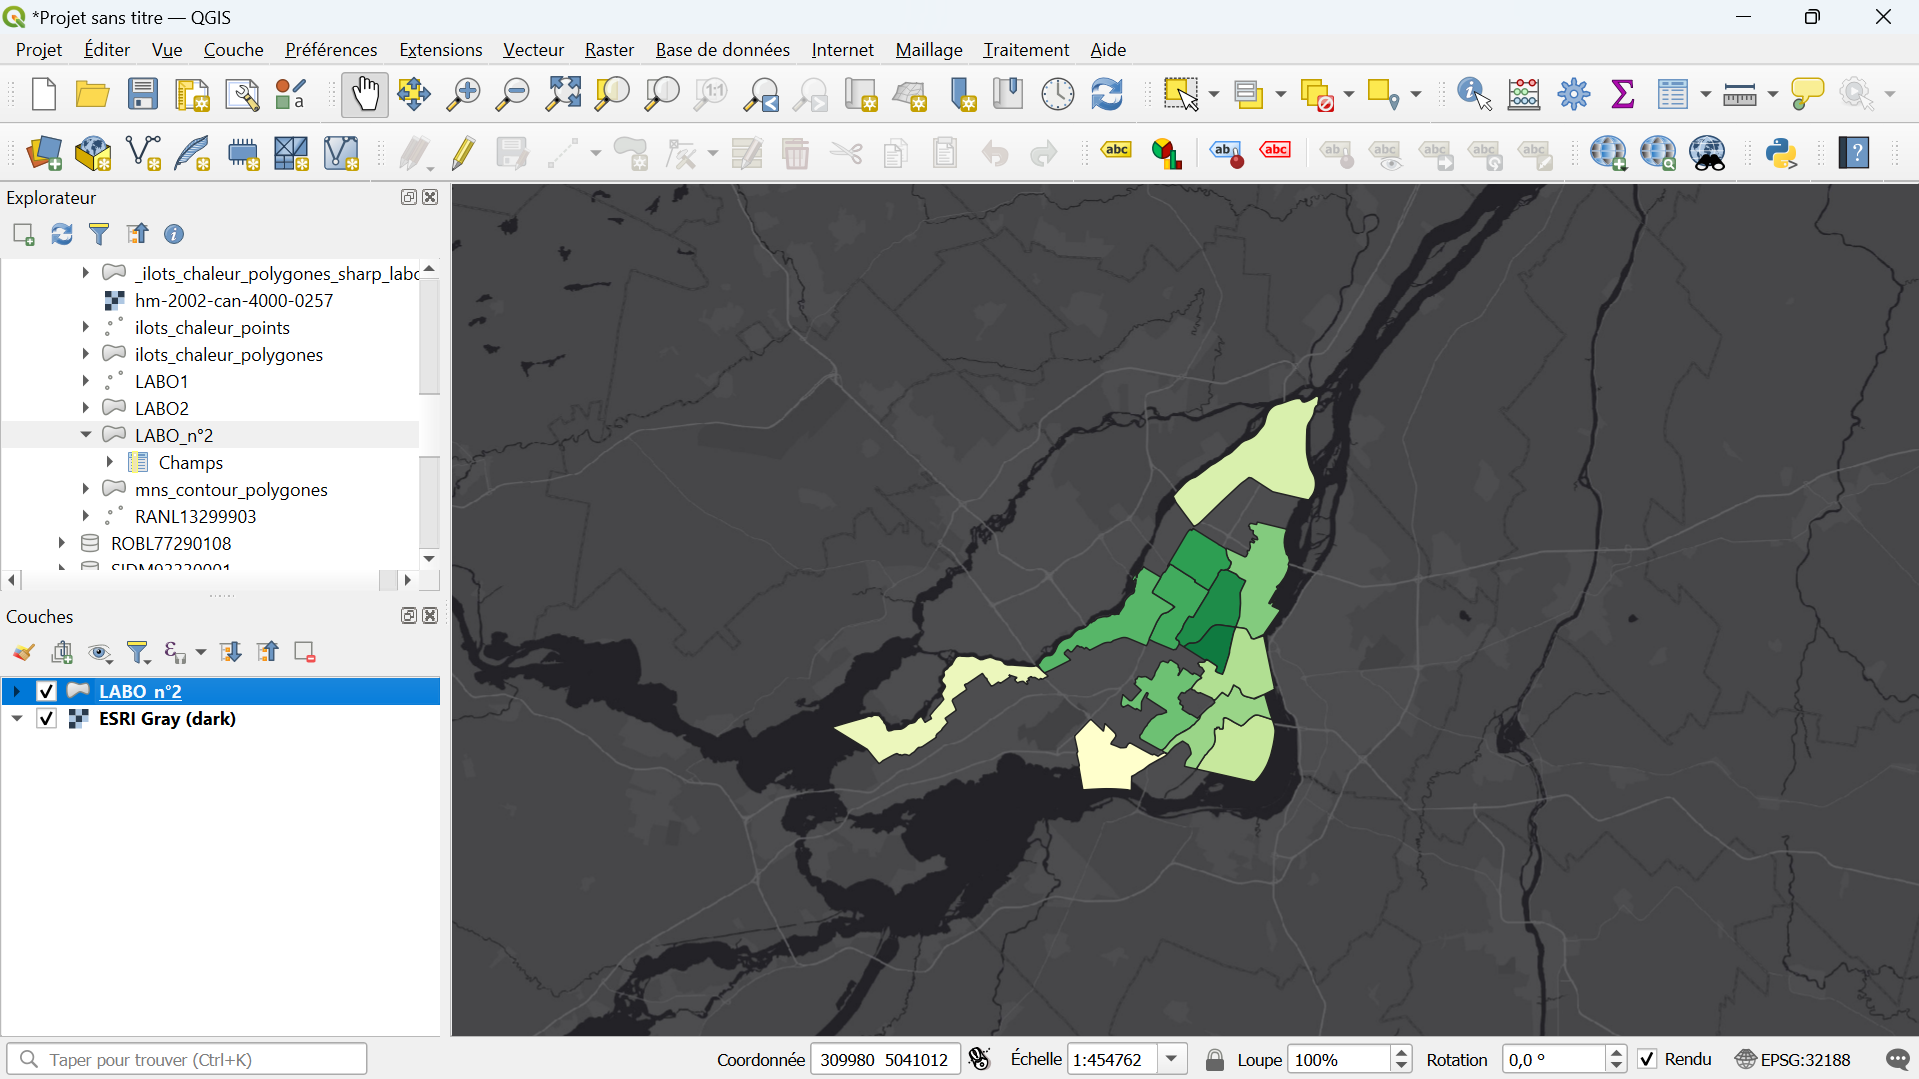 *Projet sans titre — QGIS
Projet Éditer Vue Couche Préférences Extensions Vecteur Raster Base de données Internet Maillage Traitement Aide
Explorateur
_ilots_chaleur_polygones_sharp_labo
hm-2002-can-4000-0257
ilots_chaleur_points
ilots_chaleur_polygones
LABO1
LABO2
LABO_n°2
Champs
mns_contour_polygones
RANL13299903
ROBL77290108
Couches
LABO_n°2
ESRI Gray (dark)
Taper pour trouver (Ctrl+K)
Coordonnée 309980 5041012 Échelle 1:454762 Loupe 100% Rotation 0,0 ° Rendu EPSG:32188